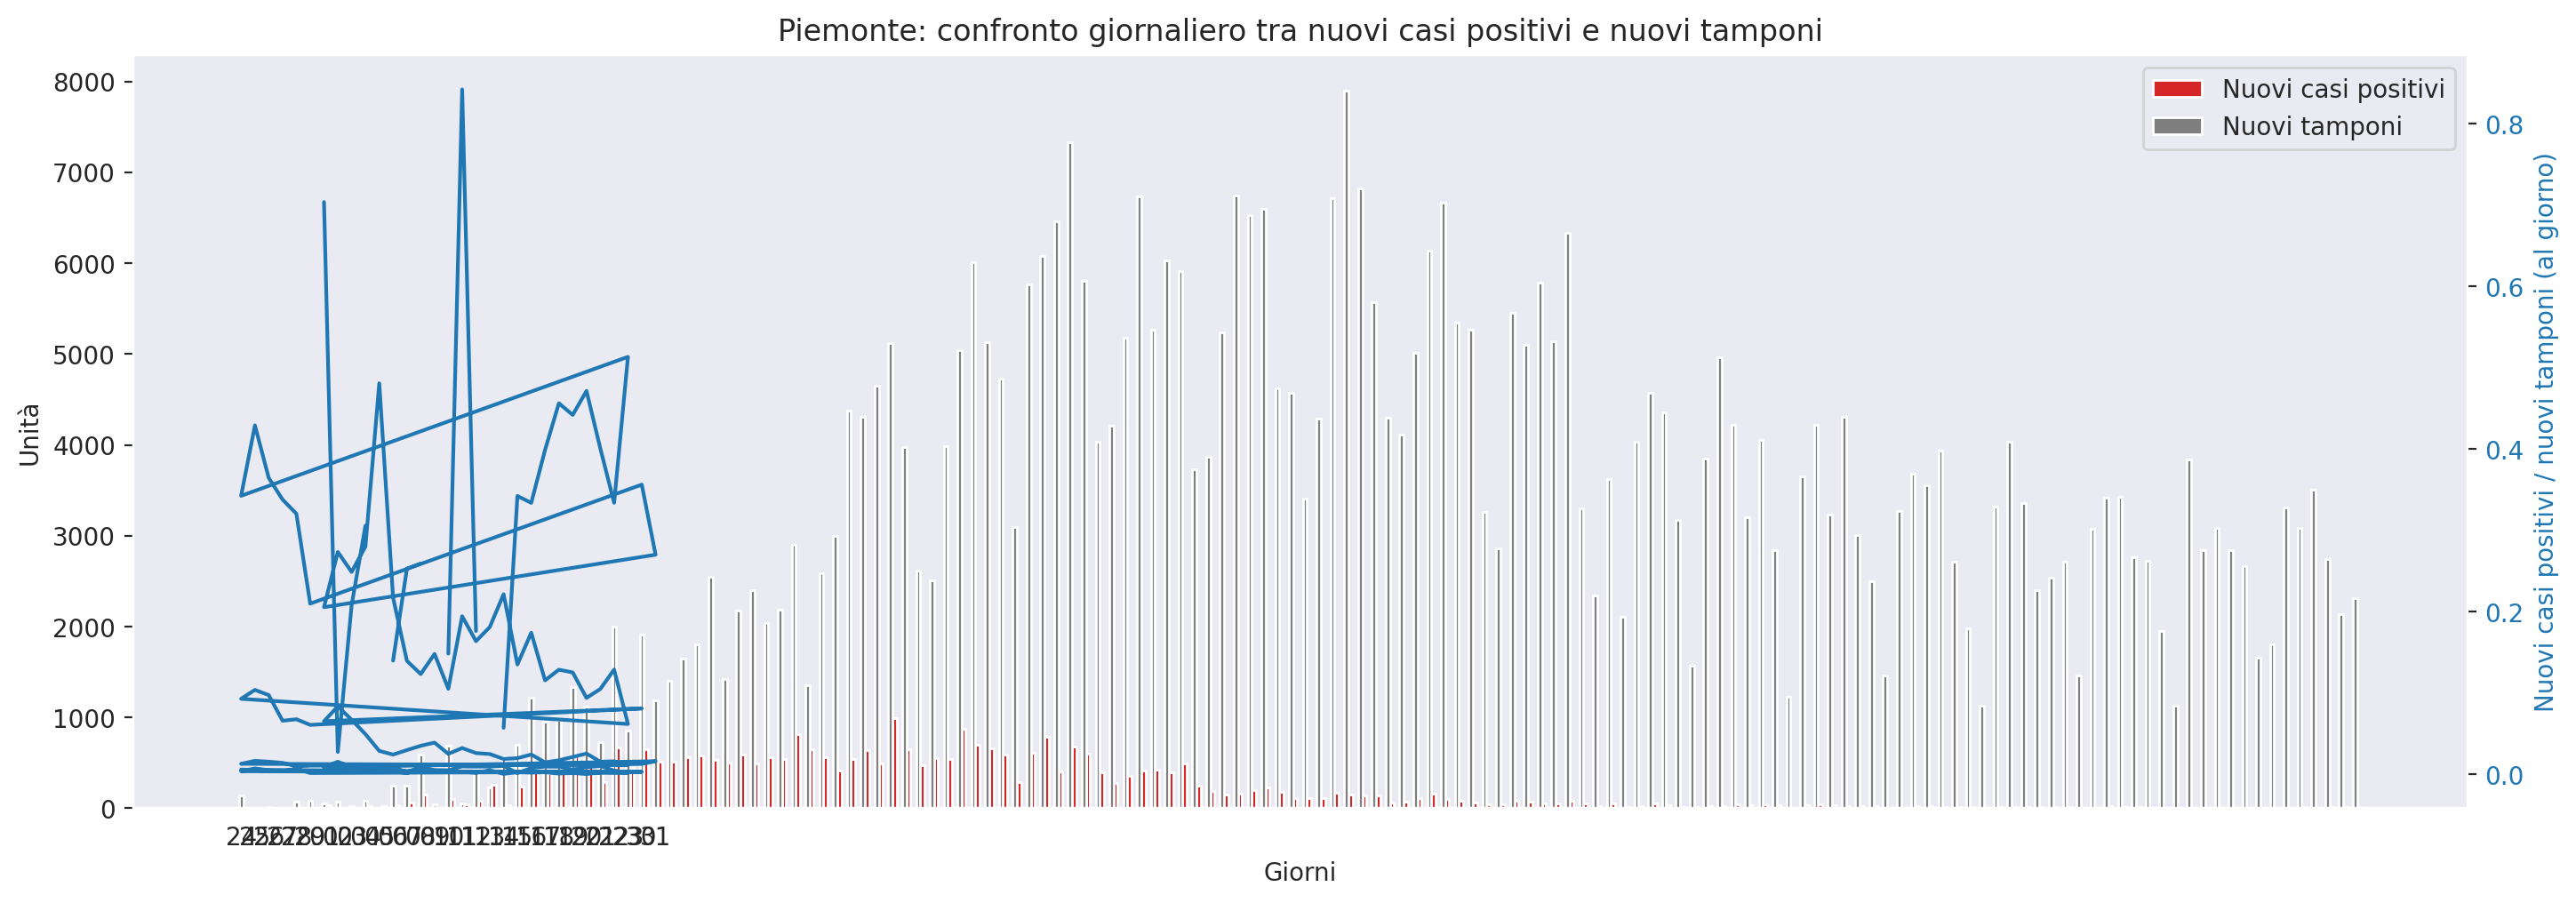 Piemonte: confronto giornaliero tra nuovi casi positivi e nuovi tamponi
Nuovi casi positivi
Nuovi tamponi
8000
7000
6000
5000
4000
3000
2000
1000
0
Unità
0.8
0.6
0.4
0.2
0.0
Nuovi casi positivi / nuovi tamponi (al giorno)
Giorni